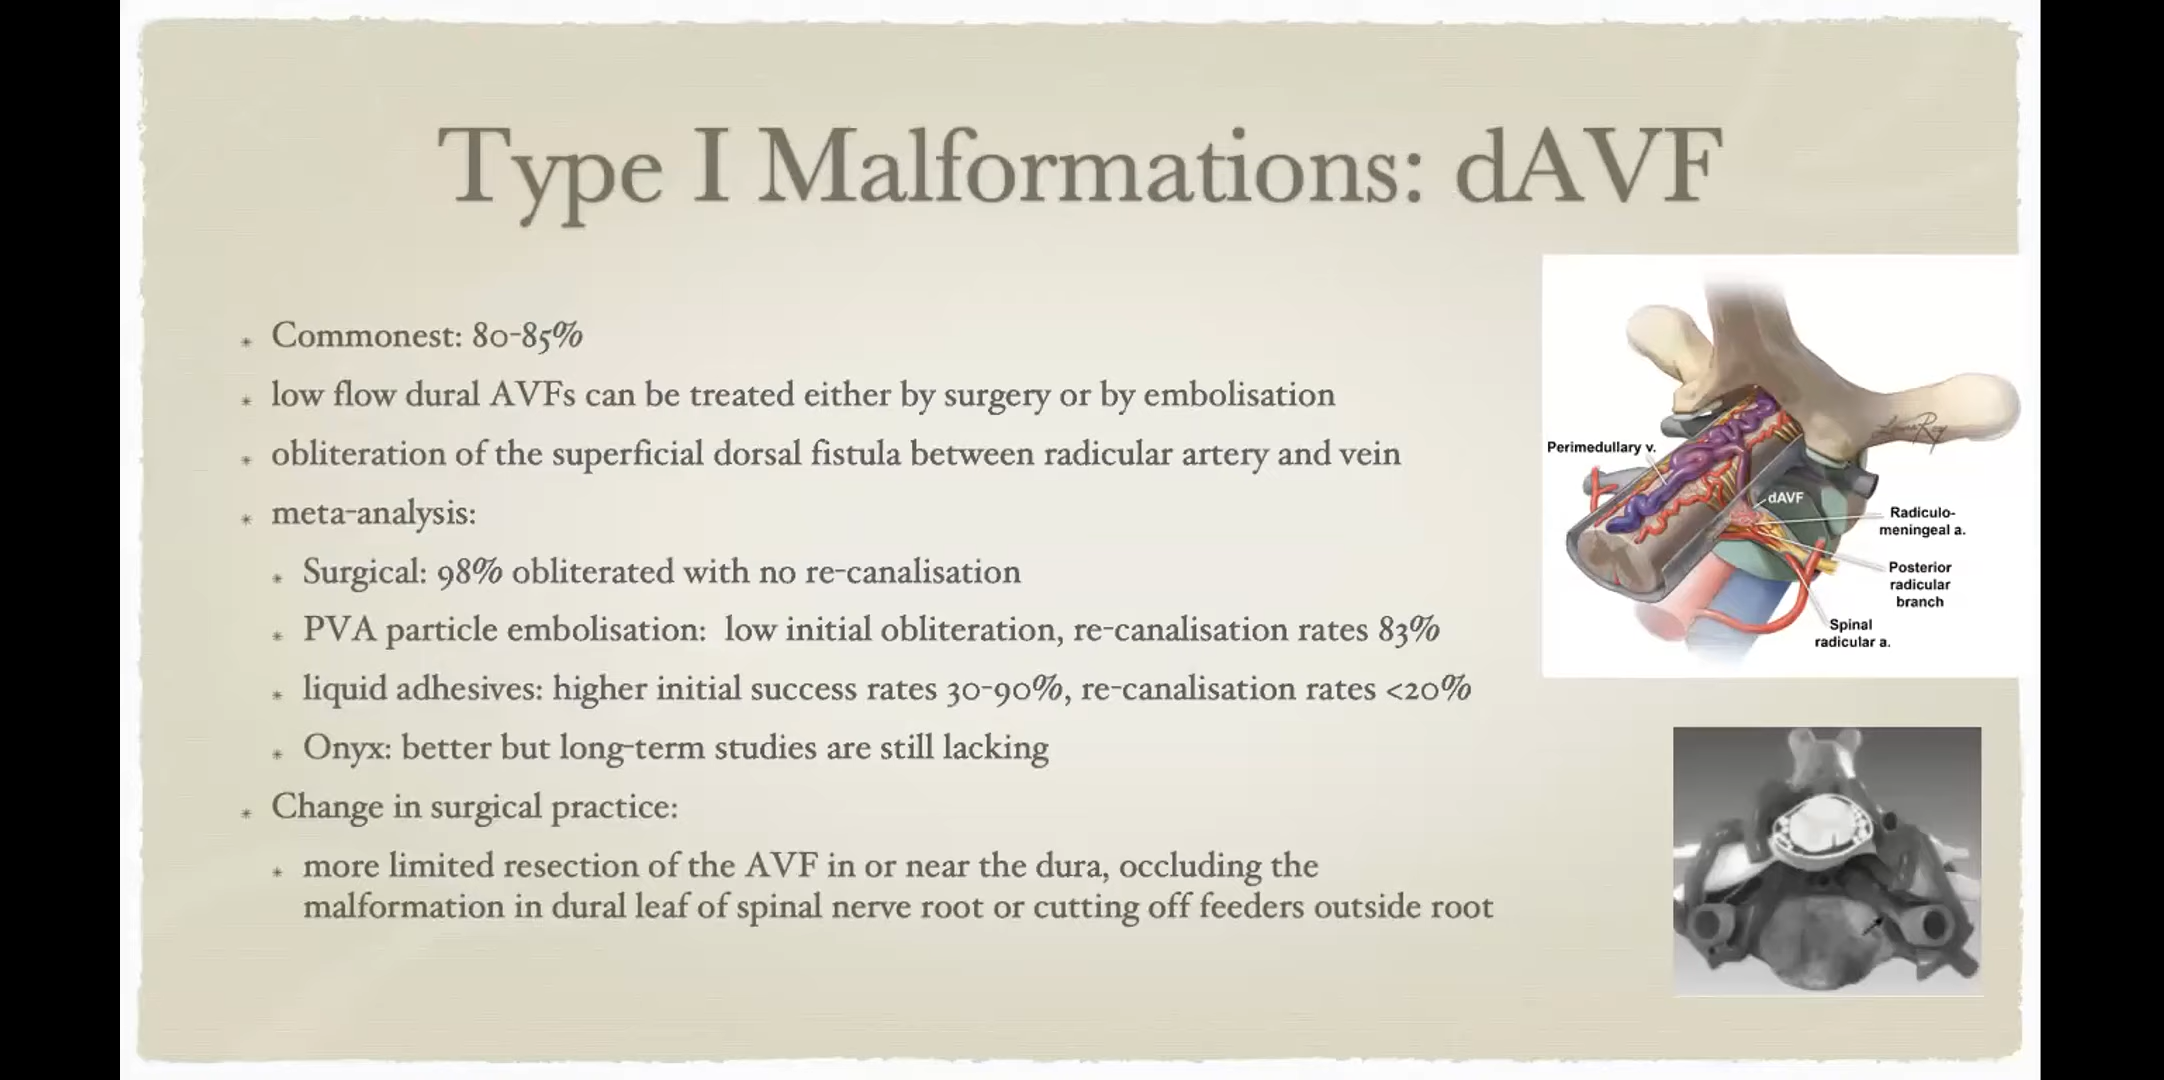 Type I Malformations: dAVF
* Commonest: 80-85%
* low flow dural AVFs can be treated either by surgery or by embolisation
* obliteration of the superficial dorsal fistula between radicular artery and vein
* meta-analysis:
* Surgical: 98% obliterated with no re-canalisation
* PVA particle embolisation: low initial obliteration, re-canalisation rates 83%
* liquid adhesives: higher initial success rates 30-90%, re-canalisation rates <20%
* Onyx: better but long-term studies are still lacking
* Change in surgical practice:
* more limited resection of the AVF in or near the dura, occluding the
malformation in dural leaf of spinal nerve root or cutting off feeders outside root
Perimedullary v.
dAVF
Radiculo-
meningeal a.
Posterior
radicular
branch
Spinal
radicular a.